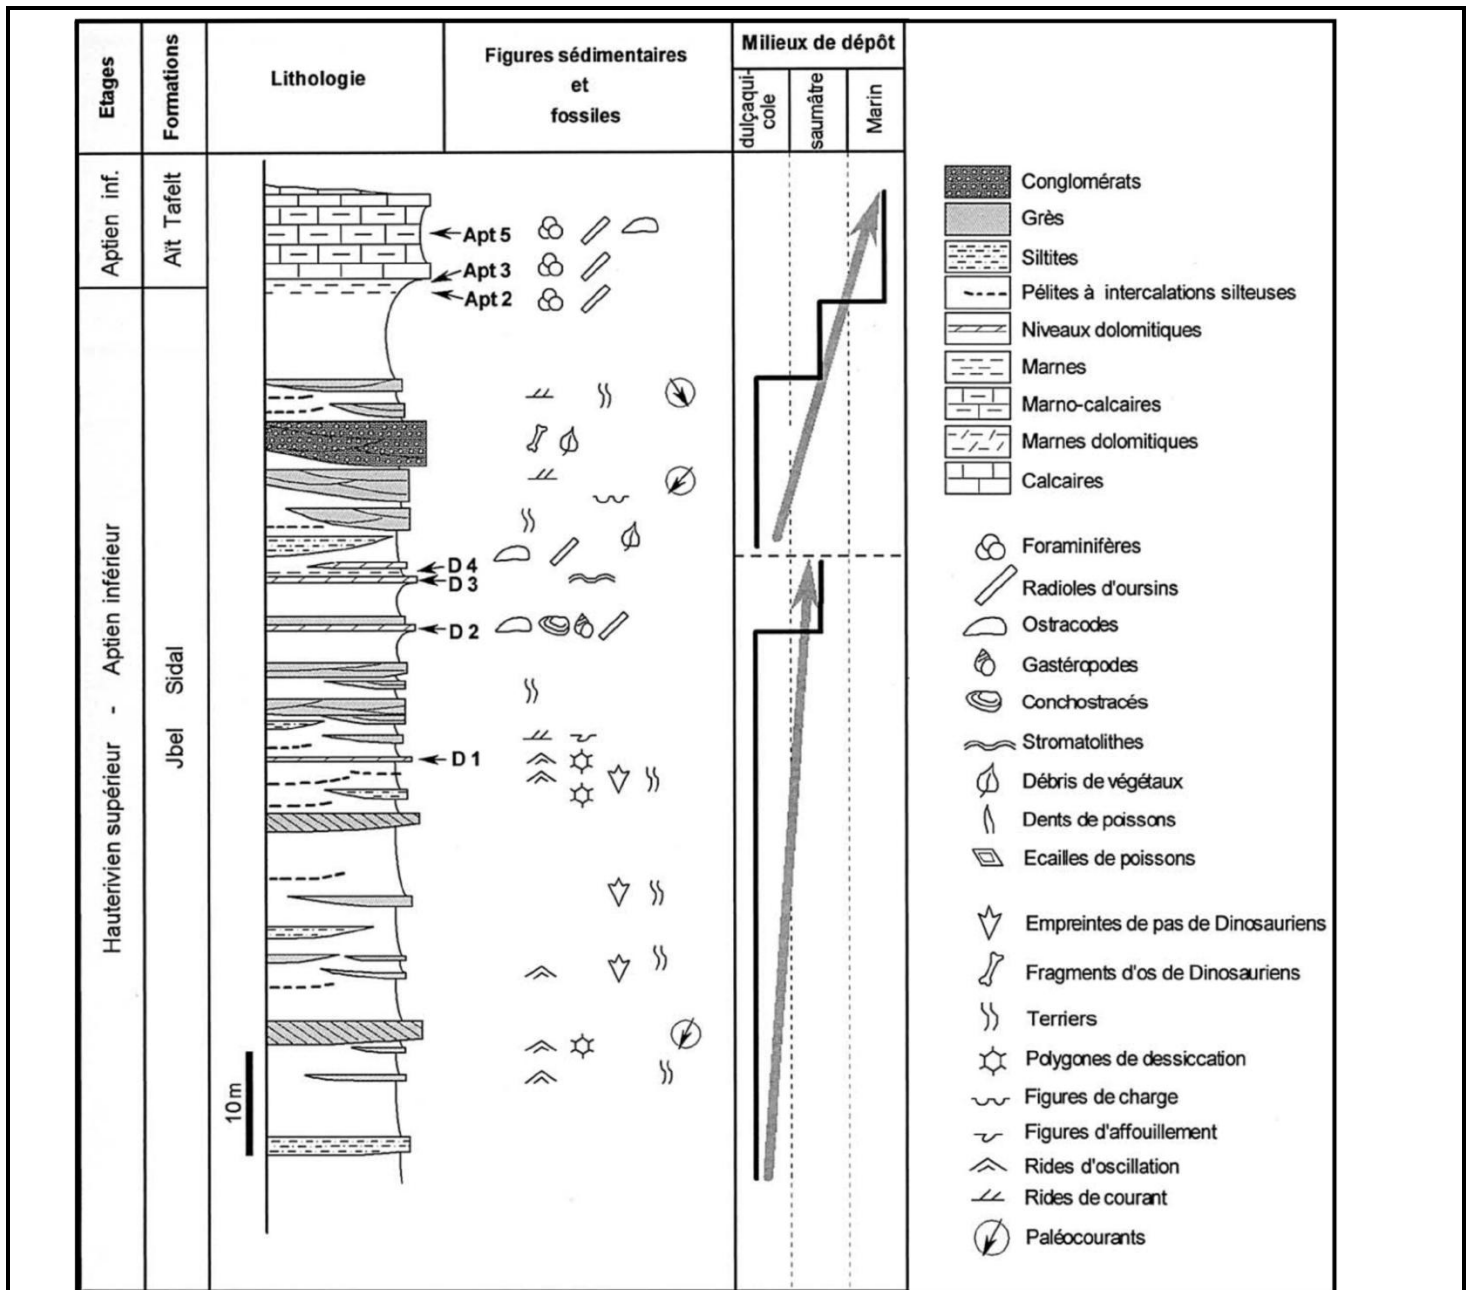 Etages
Formations
Lithologie
Figures sédimentaires
et
fossiles
Milieux de dépôt
dulçaqui-
cole
saumâtre
Marin
Aptien inf.
Aït Tafelt
Hauterivien supérieur - Aptien inférieur
Jbel Sidal
Apt 5
Apt 3
Apt 2
D 4
D 3
D 2
D 1
10 m
Conglomérats
Grès
Siltites
Pélites à intercalations silteuses
Niveaux dolomitiques
Marnes
Marno-calcaires
Marnes dolomitiques
Calcaires
Foraminifères
Radioles d'oursins
Ostracodes
Gastéropodes
Conchostracés
Stromatolithes
Débris de végétaux
Dents de poissons
Ecailles de poissons
Empreintes de pas de Dinosauriens
Fragments d'os de Dinosauriens
Terriers
Polygones de dessiccation
Figures de charge
Figures d'affouillement
Rides d'oscillation
Rides de courant
Paléocourants